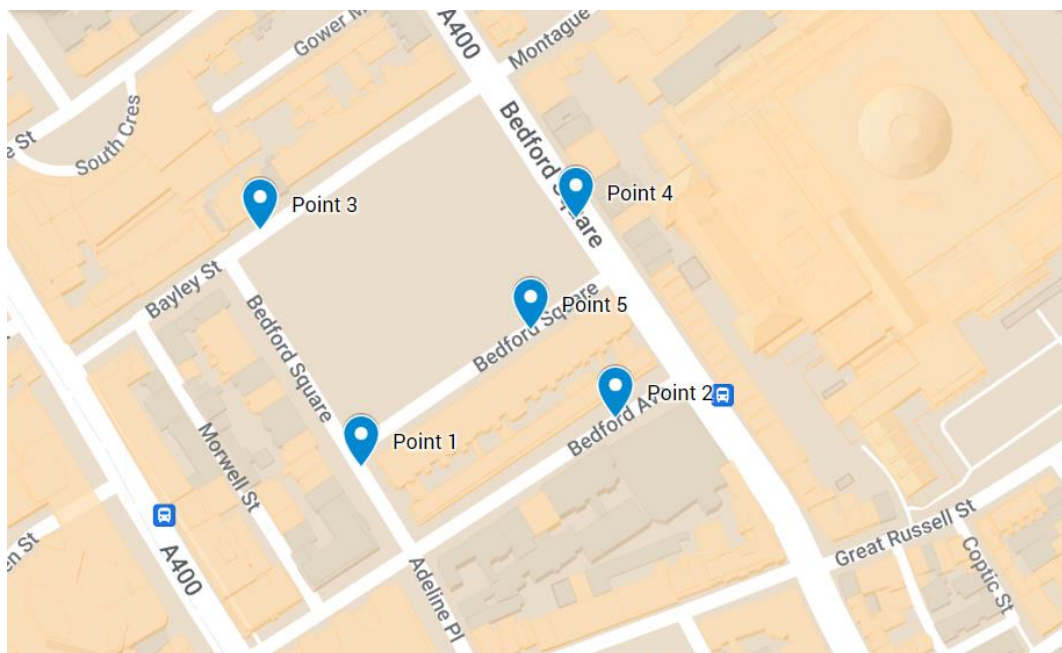 A400
Gower M
Montague
South Cres
e St
Bedford Square
Point 3
Point 4
Bayley St
Point 5
Bedford Square
Bedford Square
Point 2
Bedford Av
Point 1
Morwell St
A400
en St
Adeline Pl
Great Russell St
Coptic St